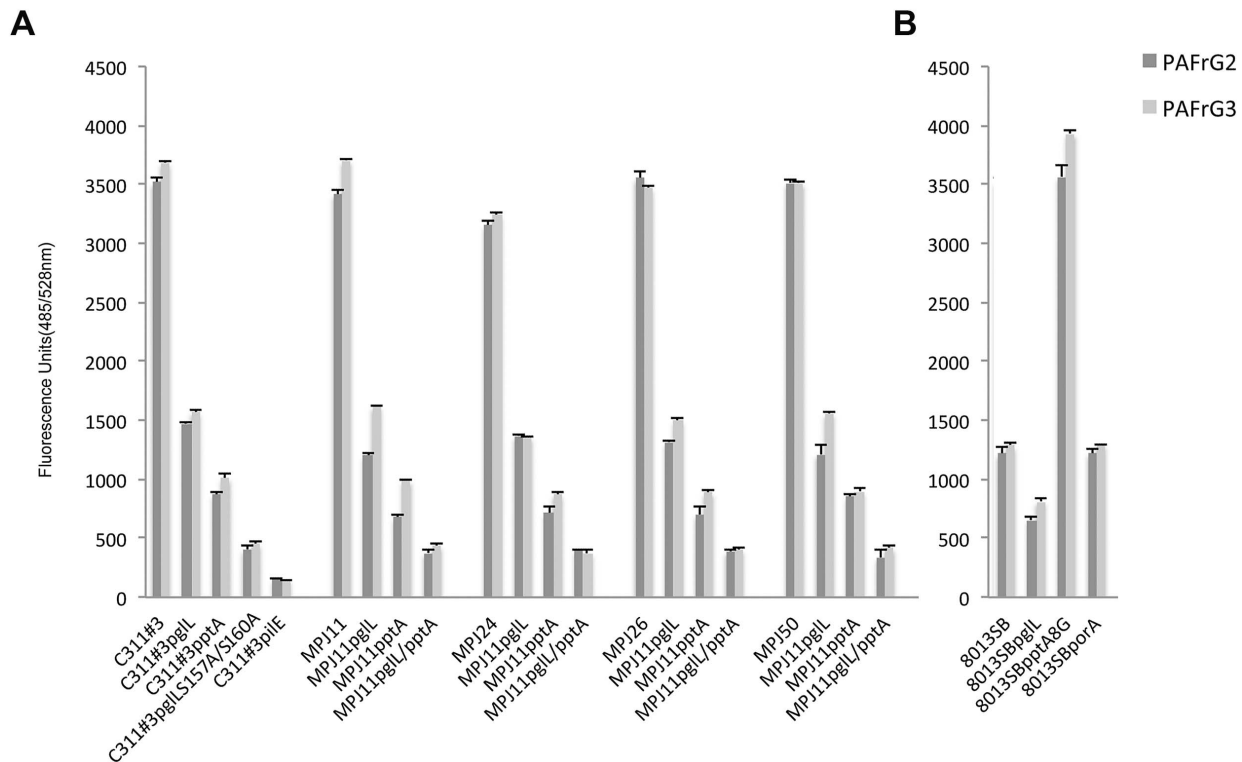 A
B
PAFrG2
PAFrG3
Fluorescence Units(485/528nm)
4500
4000
3500
3000
2500
2000
1500
1000
500
0
C311#3
C311#3pglL
C311#3pptA
C311#3pglLS157A/S160A
C311#3pilE
MPJ11
MPJ11pglL
MPJ11pptA
MPJ11pglL/pptA
MPJ24
MPJ11pglL
MPJ11pptA
MPJ11pglL/pptA
MPJ26
MPJ11pglL
MPJ11pptA
MPJ11pglL/pptA
MPJ50
MPJ11pglL
MPJ11pptA
MPJ11pglL/pptA
4500
4000
3500
3000
2500
2000
1500
1000
500
0
8013SB
8013SBpglL
8013SBpptA8G
8013SBporA